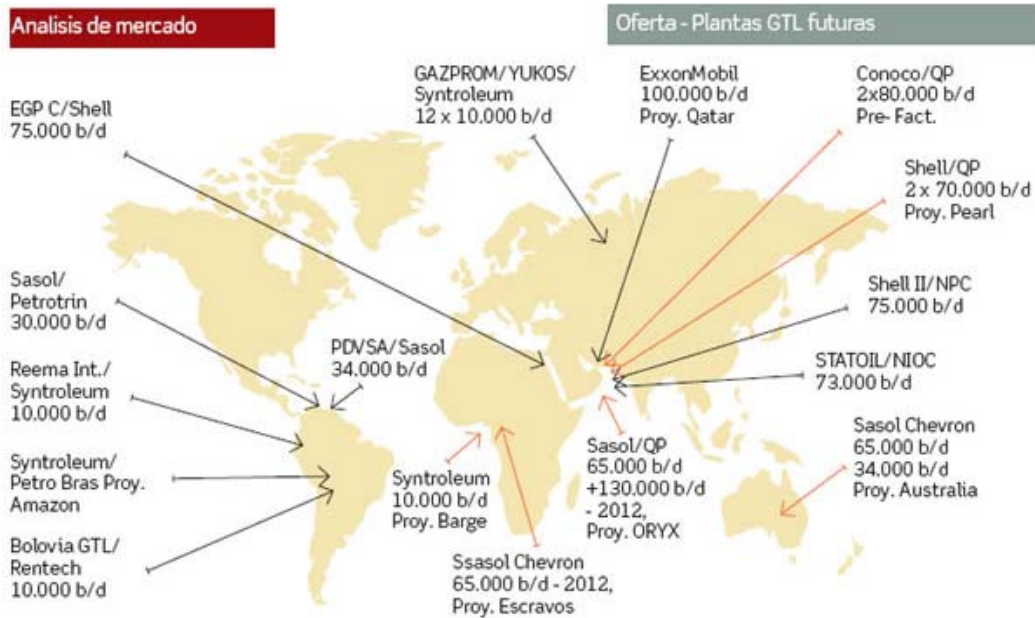 Analisis de mercado
Oferta - Plantas GTL futuras
EGP C/Shell
75.000 b/d
GAZPROM/YUKOS/
Syntroleum
12 x 10.000 b/d
ExxonMobil
100.000 b/d
Proy. Qatar
Conoco/QP
2x80.000 b/d
Pre- Fact.
Shell/QP
2 x 70.000 b/d
Proy. Pearl
Sasol/
Petrotrin
30.000 b/d
PDVSA/Sasol
34.000 b/d
Shell II/NPC
75.000 b/d
Reema Int./
Syntroleum
10.000 b/d
STATOIL/NIOC
73.000 b/d
Syntroleum/
Petro Bras Proy.
Amazon
Syntroleum
10.000 b/d
Proy. Barge
Sasol/QP
65.000 b/d
+130.000 b/d
- 2012,
Proy. ORYX
Sasol Chevron
65.000 b/d
34.000 b/d
Proy. Australia
Bolovia GTL/
Rentech
10.000 b/d
Ssasol Chevron
65.000 b/d - 2012,
Proy. Escravos